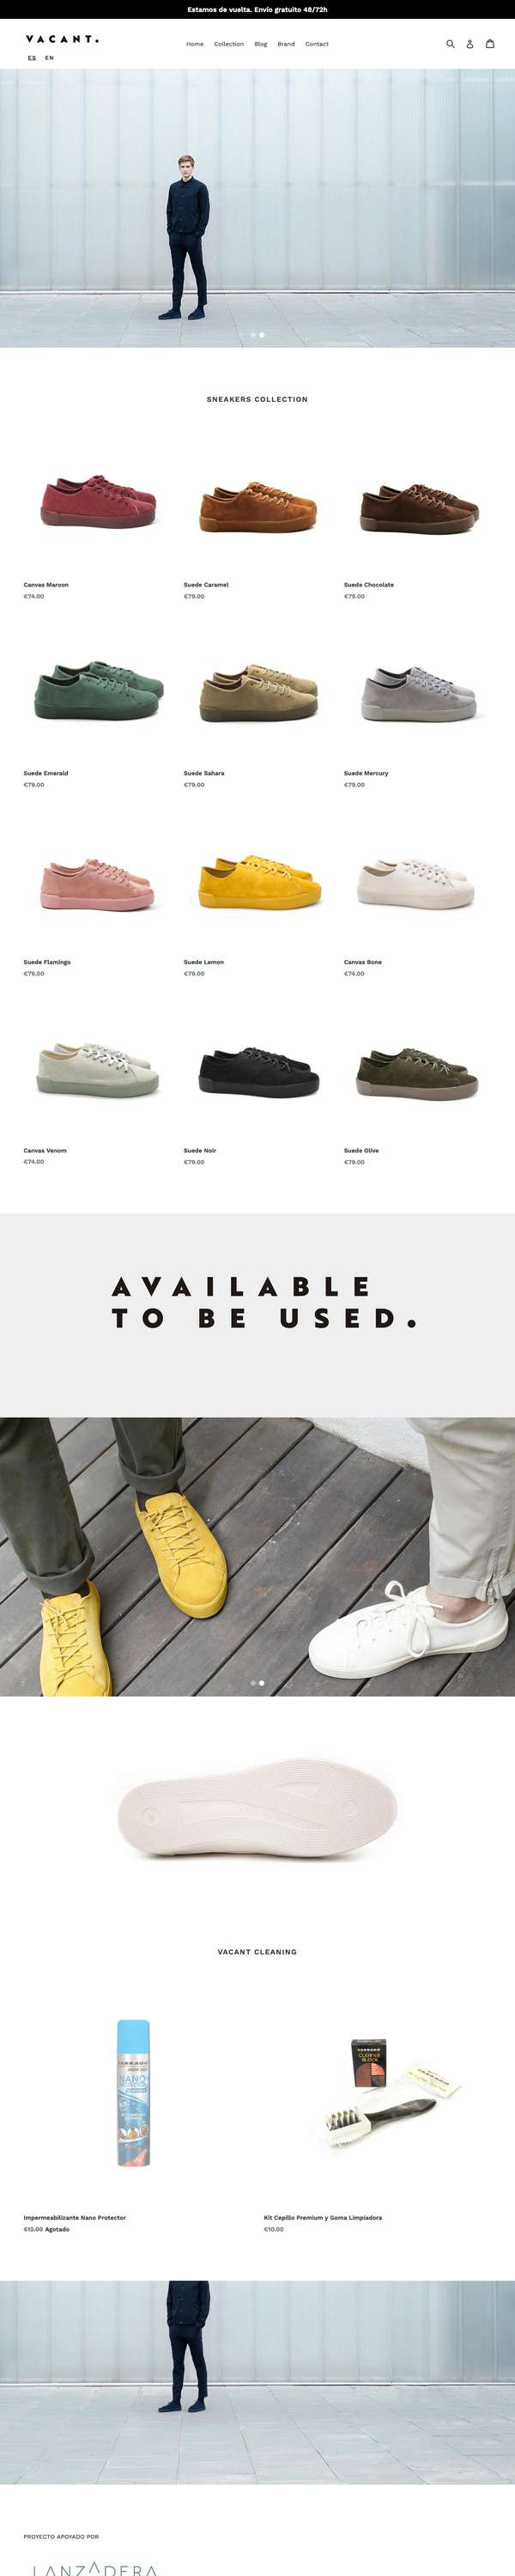 Estamos de vuelta. Envío gratuito 48/72h
VACANT.
Home Collection Blog Brand Contact
ES EN
SNEAKERS COLLECTION
Canvas Maroon
€74.00
Suede Caramel
€79.00
Suede Chocolate
€79.00
Suede Emerald
€79.00
Suede Sahara
€79.00
Suede Mercury
€79.00
Suede Flamingo
€79.00
Suede Lemon
€79.00
Canvas Bone
€74.00
Canvas Venom
€74.00
Suede Noir
€79.00
Suede Olive
€79.00
AVAILABLE
TO BE USED.
VACANT CLEANING
NANO
CLEANER
BLOCK
Impermeabilizante Nano Protector
€12.00 Agotado
Kit Cepillo Premium y Goma Limpiadora
€10.00
PROYECTO APOYADO POR
LANZADERA